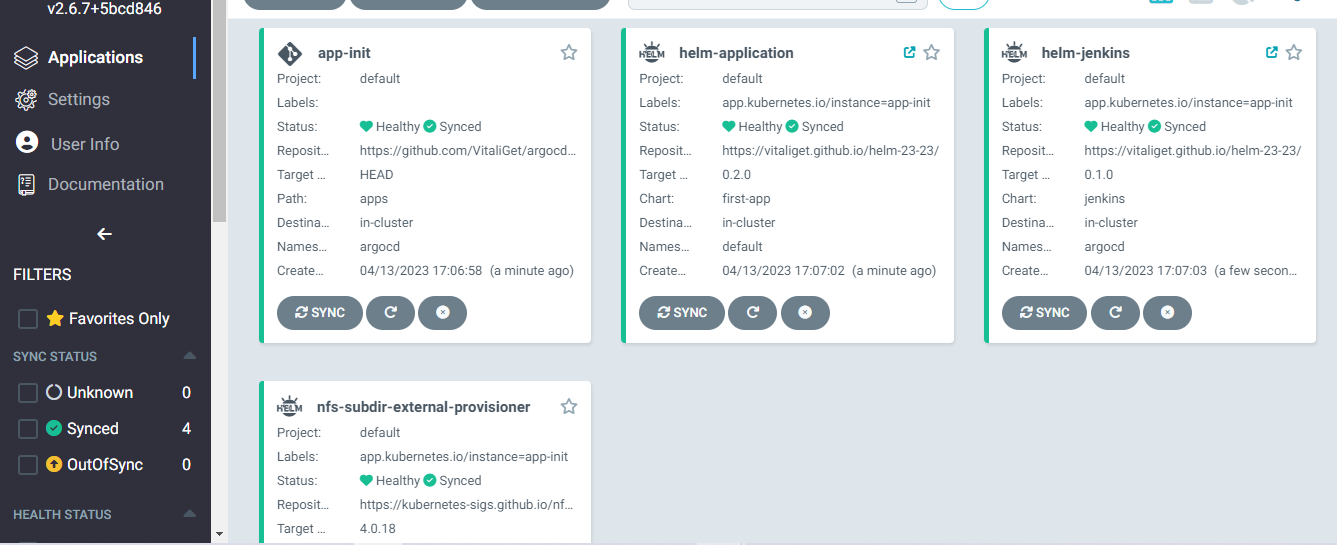 v2.6.7+5bcd846
Applications
Settings
User Info
Documentation
FILTERS
Favorites Only
SYNC STATUS
Unknown 0
Synced 4
OutOfSync 0
HEALTH STATUS
app-init
Project: default
Labels:
Status: Healthy Synced
Reposit... https://github.com/VitaliGet/argocd...
Target ... HEAD
Path: apps
Destina... in-cluster
Names... argocd
Create... 04/13/2023 17:06:58 (a minute ago)
SYNC
HELM
helm-application
Project: default
Labels: app.kubernetes.io/instance=app-init
Status: Healthy Synced
Reposit... https://vitaliget.github.io/helm-23-23/
Target ... 0.2.0
Chart: first-app
Destina... in-cluster
Names... default
Create... 04/13/2023 17:07:02 (a minute ago)
SYNC
HELM
helm-jenkins
Project: default
Labels: app.kubernetes.io/instance=app-init
Status: Healthy Synced
Reposit... https://vitaliget.github.io/helm-23-23/
Target ... 0.1.0
Chart: jenkins
Destina... in-cluster
Names... argocd
Create... 04/13/2023 17:07:03 (a few secon...
SYNC
HELM
nfs-subdir-external-provisioner
Project: default
Labels: app.kubernetes.io/instance=app-init
Status: Healthy Synced
Reposit... https://kubernetes-sigs.github.io/nf...
Target ... 4.0.18